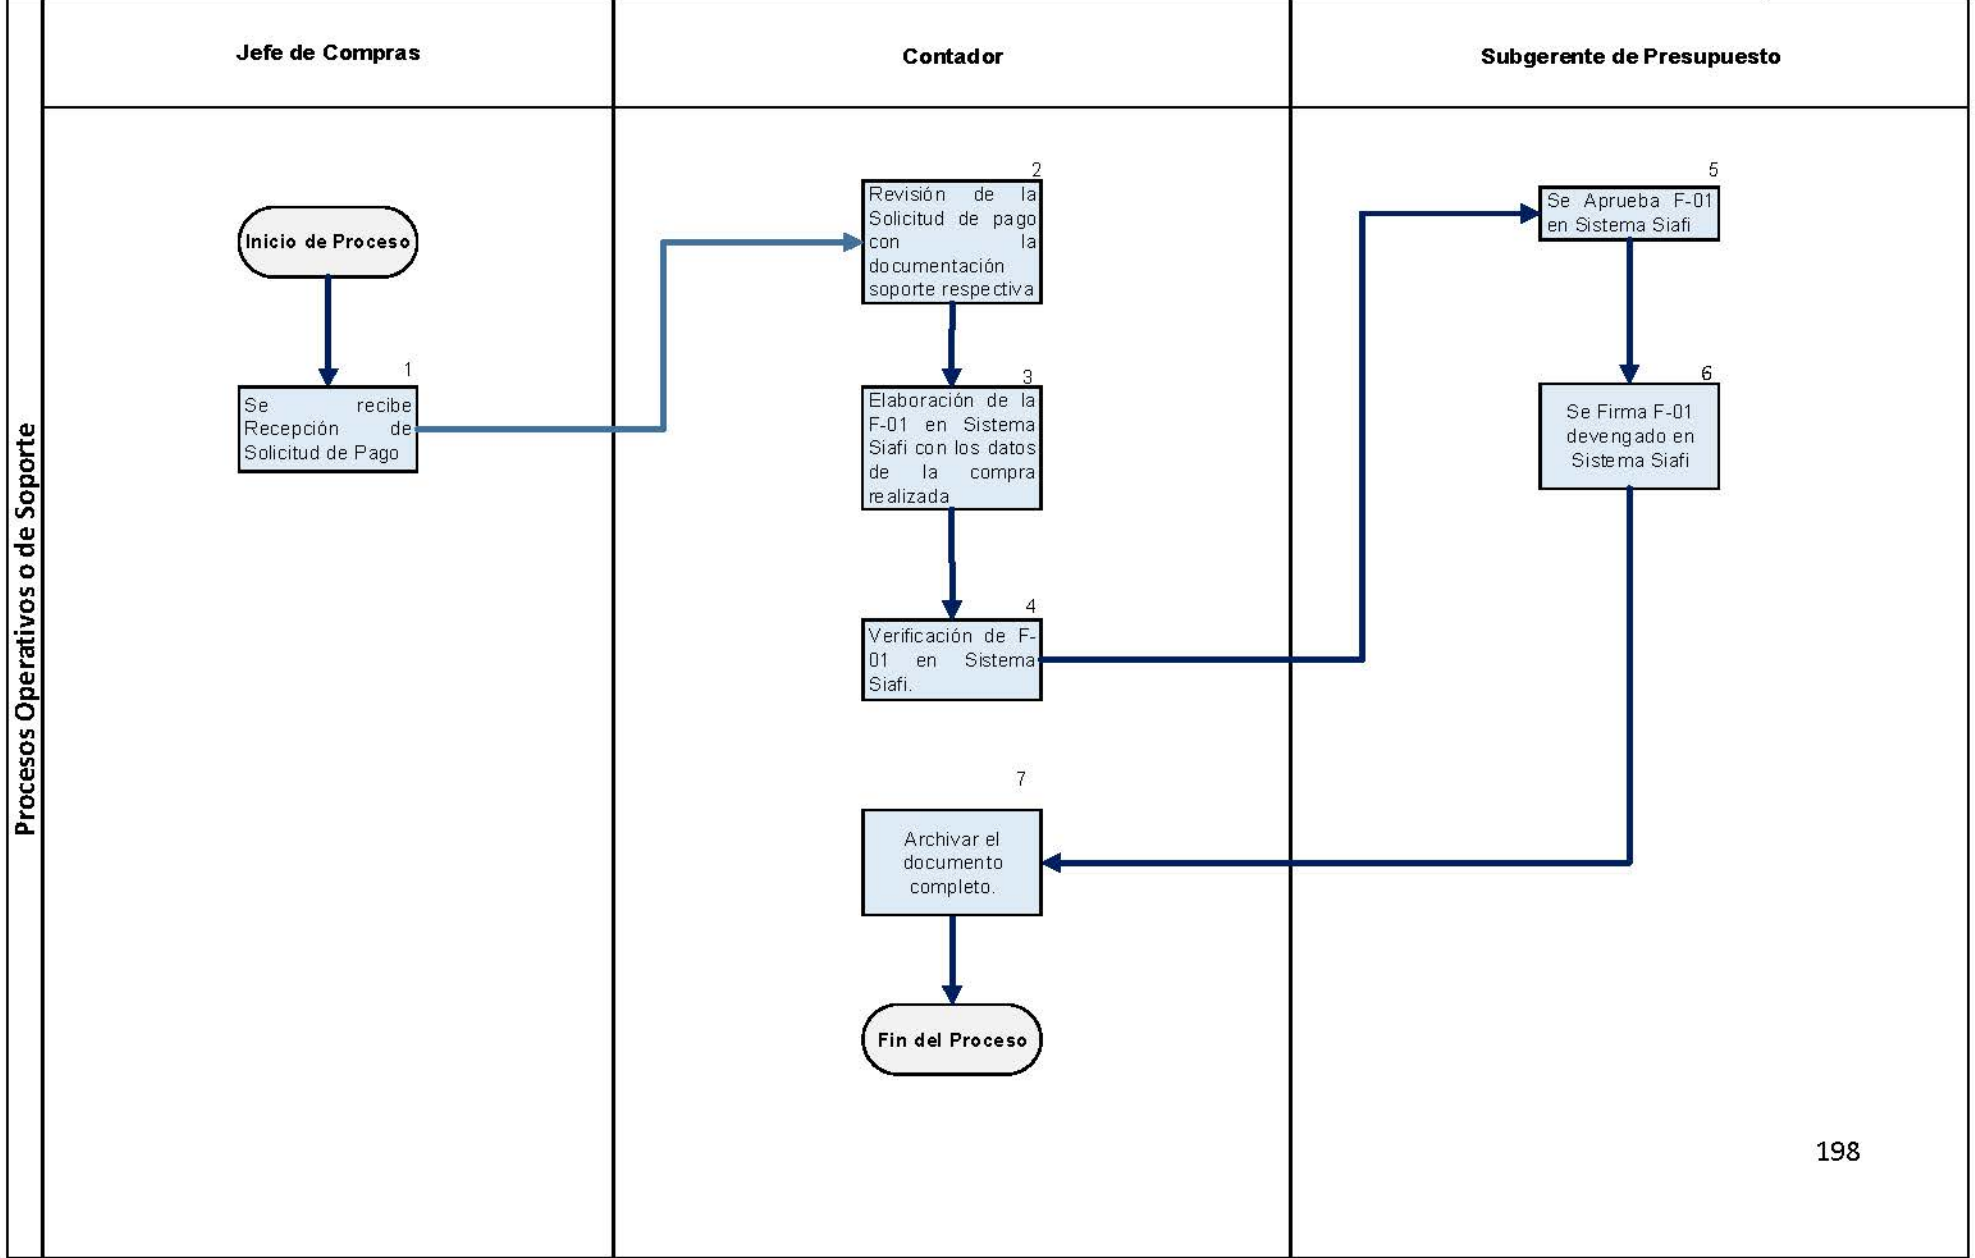 Procesos Operativos o de Soporte
Jefe de Compras
Contador
Subgerente de Presupuesto
Inicio de Proceso
1
Se recibe
Recepción de
Solicitud de Pago
2
Revisión de la
Solicitud de pago
con la
documentación
soporte respectiva
3
Elaboración de la
F-01 en Sistema
Siafi con los datos
de la compra
realizada
4
Verificación de F-
01 en Sistema
Siafi.
5
Se Aprueba F-01
en Sistema Siafi
6
Se Firma F-01
devengado en
Sistema Siafi
7
Archivar el
documento
completo.
Fin del Proceso
198